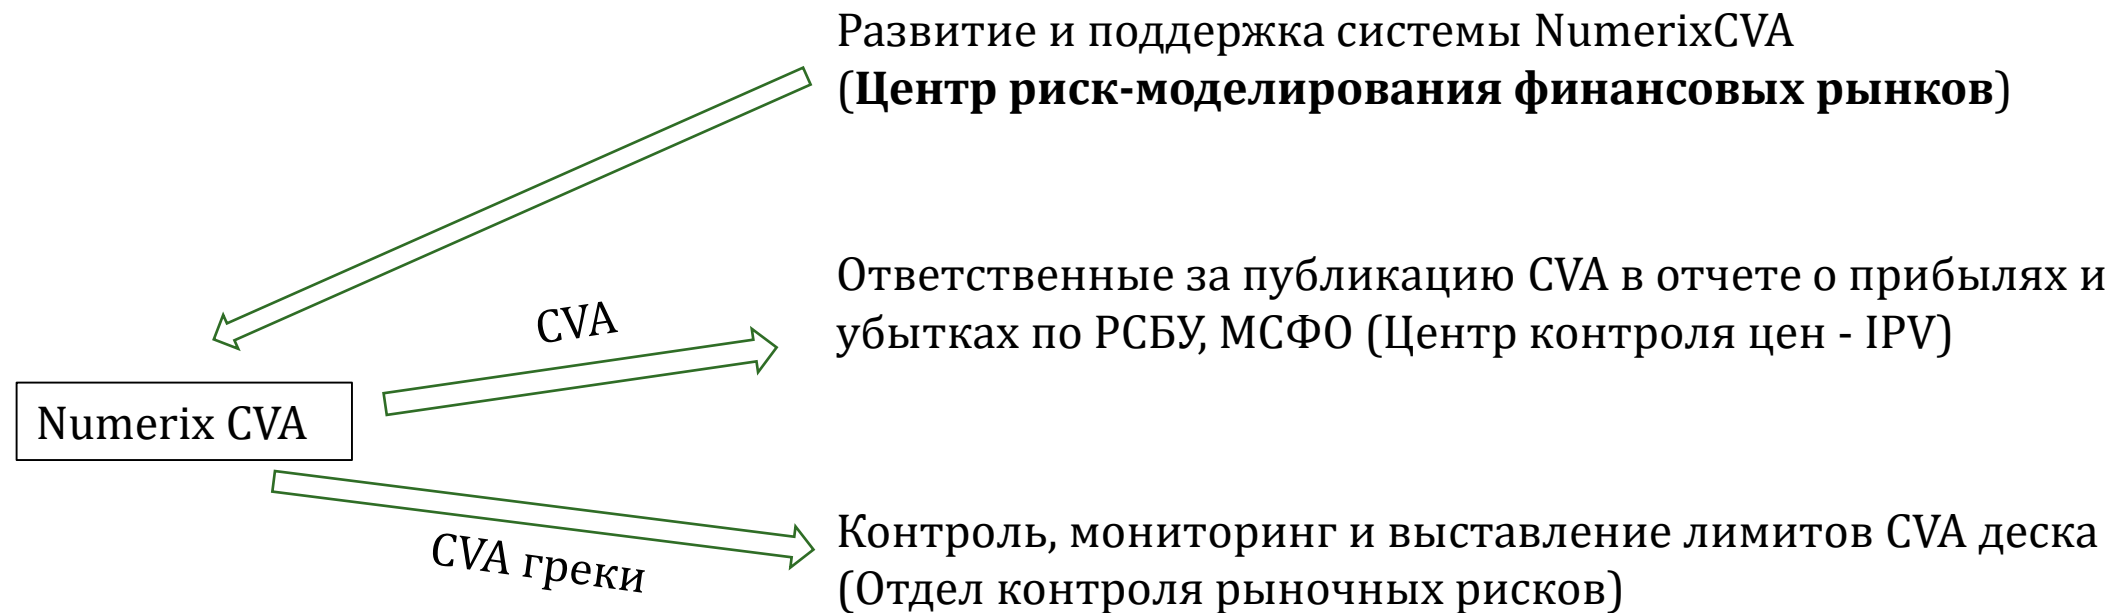 Развитие и поддержка системы NumerixCVA
(Центр риск-моделирования финансовых рынков)
Ответственные за публикацию CVA в отчете о прибылях и
убытках по РСБУ, МСФО (Центр контроля цен - IPV)
CVA
Numerix CVA
CVA греки
Контроль, мониторинг и выставление лимитов CVA деска
(Отдел контроля рыночных рисков)